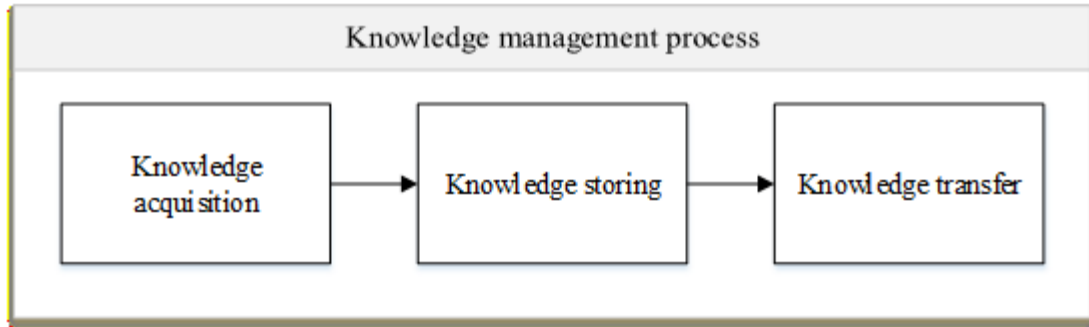 Knowledge management process
Knowledge
acquisition
Knowledge storing
Knowledge transfer